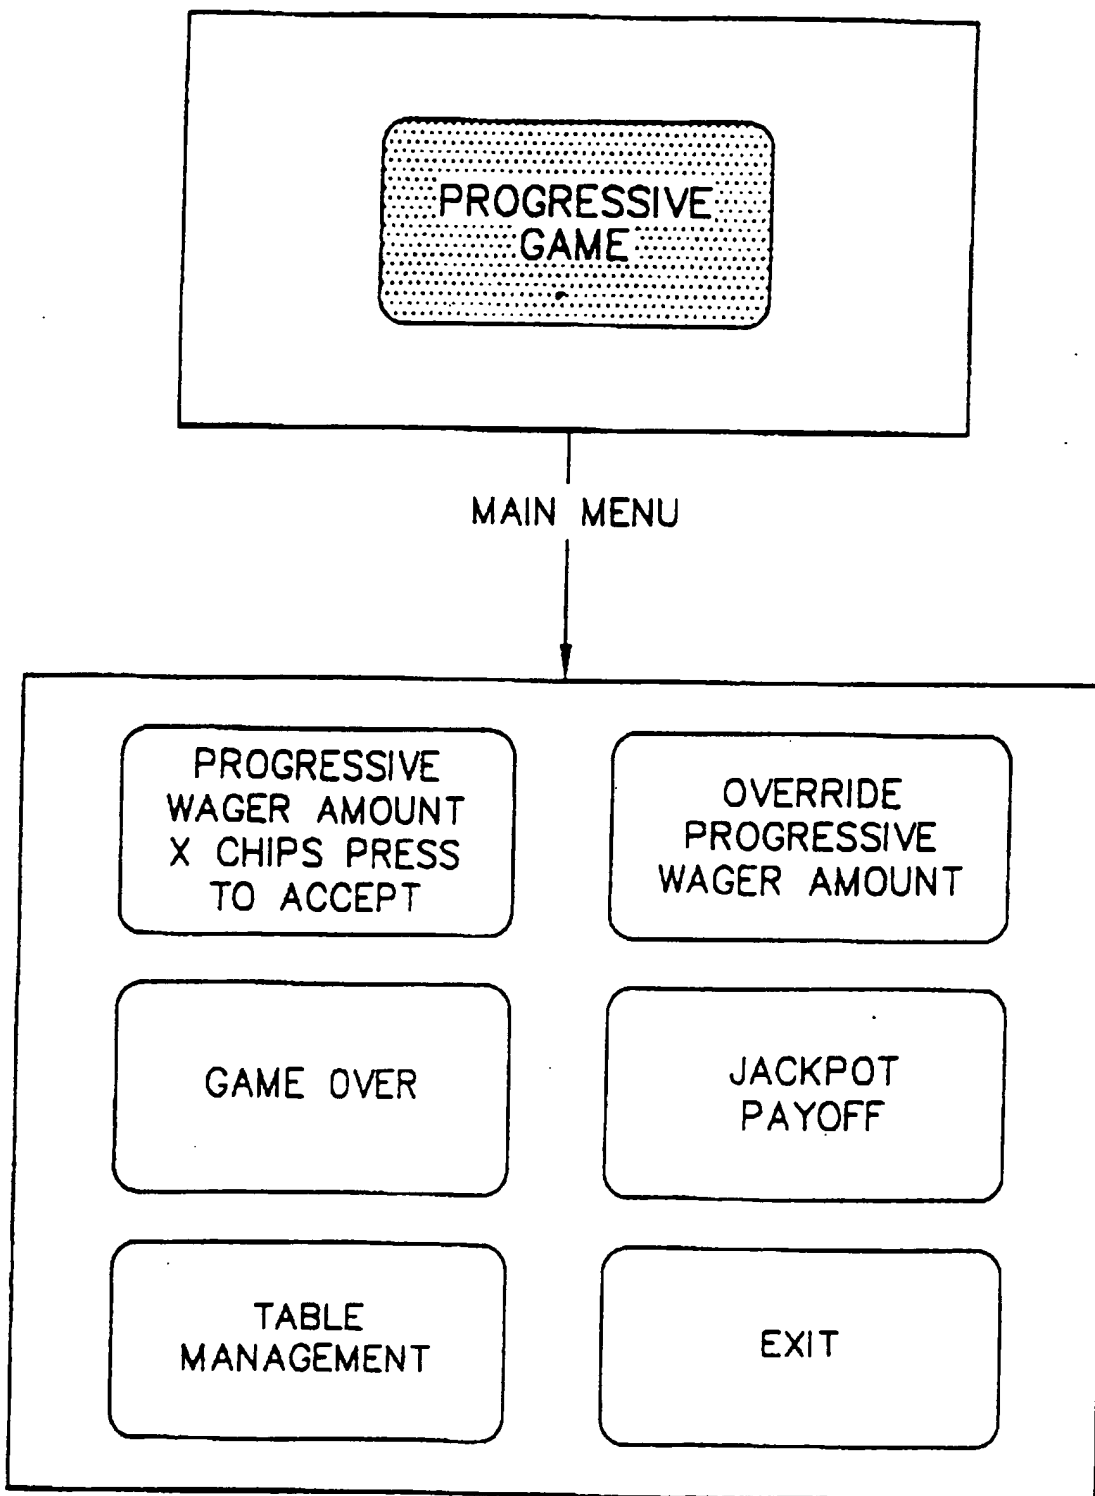 PROGRESSIVE
GAME
MAIN MENU
PROGRESSIVE
WAGER AMOUNT
X CHIPS PRESS
TO ACCEPT
OVERRIDE
PROGRESSIVE
WAGER AMOUNT
GAME OVER
JACKPOT
PAYOFF
TABLE
MANAGEMENT
EXIT